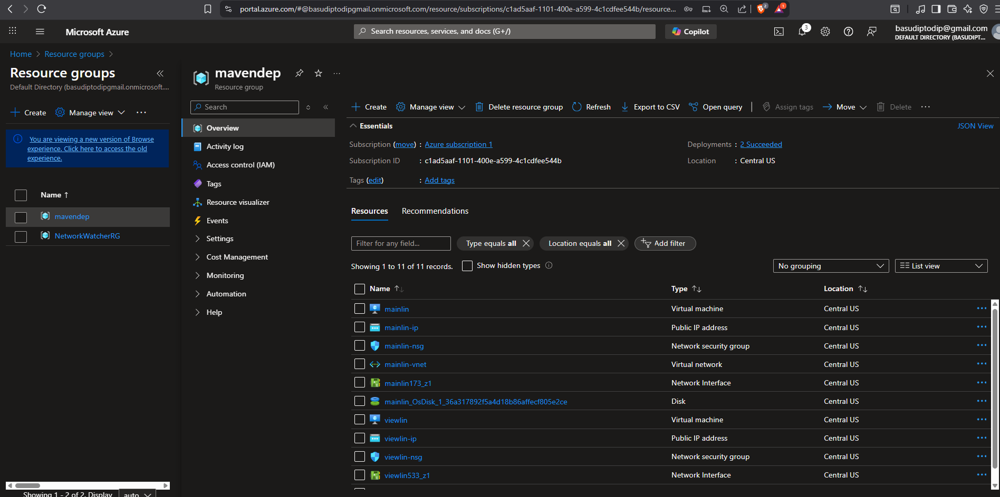 portal.azure.com/#@basudiptodipgmail.onmicrosoft.com/resource/subscriptions/c1ad5aaf-1101-400e-a599-4c1cdfee544b/resource...
2
1
Microsoft Azure
Search resources, services, and docs (G+/)
Copilot
3
basudiptodip@gmail.com
DEFAULT DIRECTORY (BASUDIPT...
Home > Resource groups >
Resource groups
Default Directory (basudiptodipgmail.onmicrosoft....
Create
Manage view
You are viewing a new version of Browse
experience. Click here to access the old
experience.
Name ↑
mavendep
NetworkWatcherRG
Showing 1 - 2 of 2. Display auto
mavendep
Resource group
Search
Overview
Activity log
Access control (IAM)
Tags
Resource visualizer
Events
Settings
Cost Management
Monitoring
Automation
Help
Create Manage view Delete resource group Refresh Export to CSV Open query Assign tags Move Delete
Essentials
JSON View
Subscription (move) : Azure subscription 1
Subscription ID : c1ad5aaf-1101-400e-a599-4c1cdfee544b
Tags (edit) : Add tags
Deployments : 2 Succeeded
Location : Central US
Resources Recommendations
Filter for any field...
Type equals all
Location equals all
Add filter
Showing 1 to 11 of 11 records.
Show hidden types
No grouping
List view
Name Type Location
mainlin Virtual machine Central US
mainlin-ip Public IP address Central US
mainlin-nsg Network security group Central US
mainlin-vnet Virtual network Central US
mainlin173_z1 Network Interface Central US
mainlin_OsDisk_1_36a317892f5a4d18b86affecf805e2ce Disk Central US
viewlin Virtual machine Central US
viewlin-ip Public IP address Central US
viewlin-nsg Network security group Central US
viewlin533_z1 Network Interface Central US